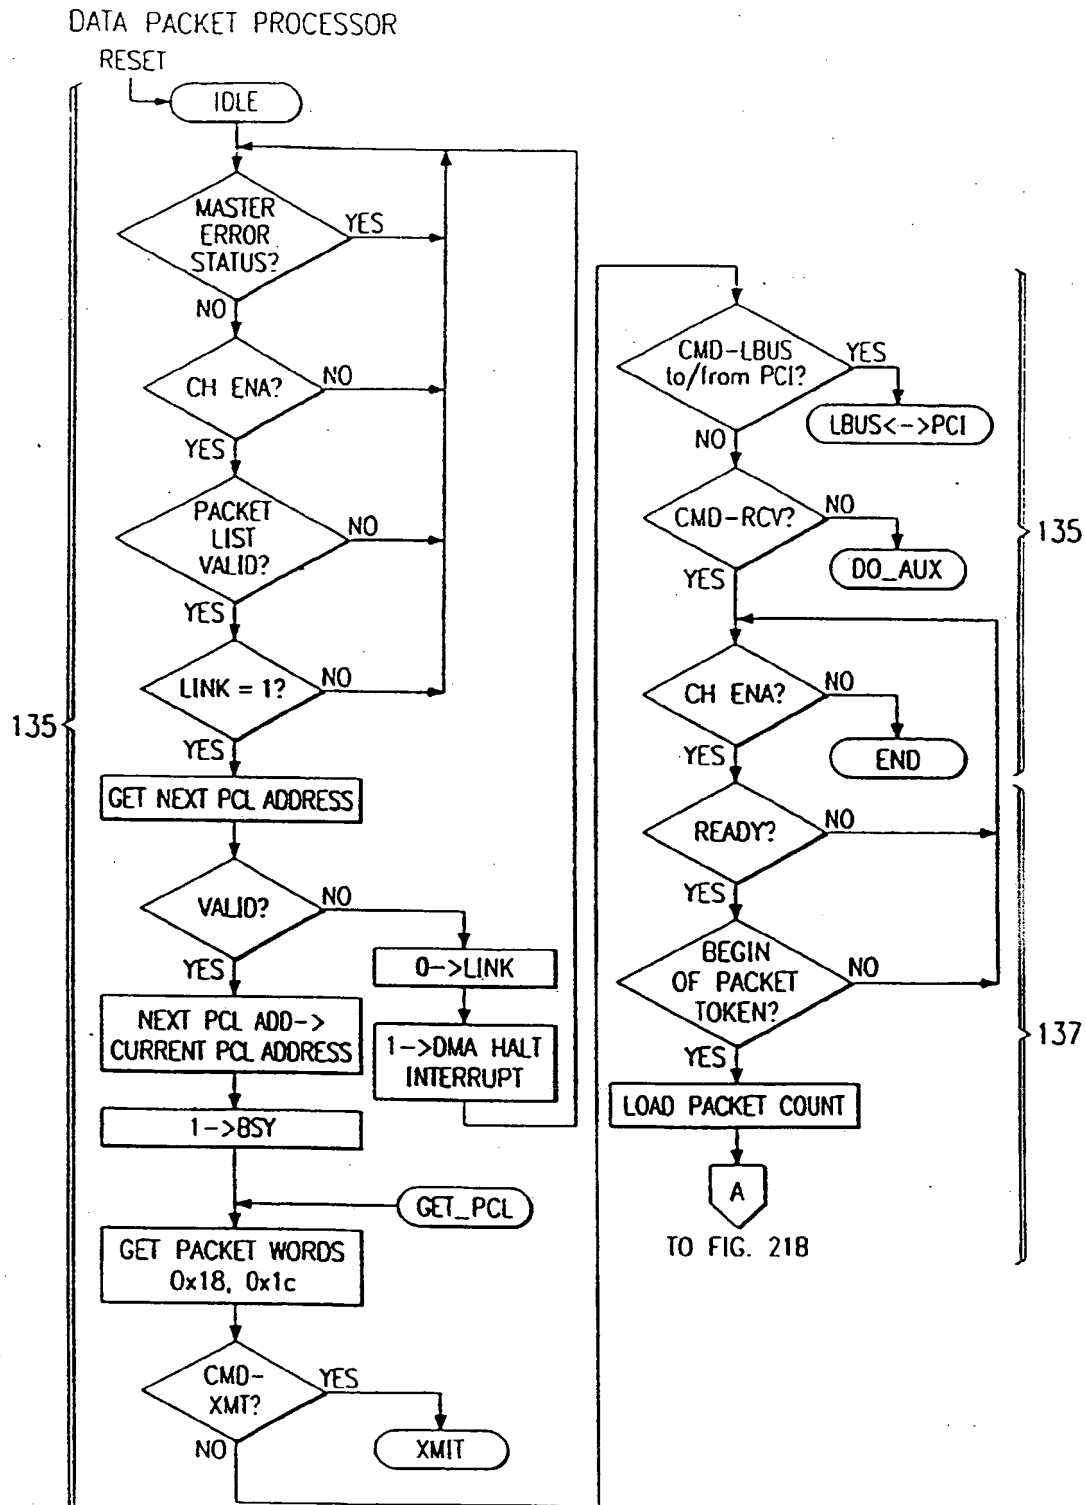 DATA PACKET PROCESSOR
RESET
IDLE
MASTER
ERROR
STATUS?
YES
NO
CH ENA?
NO
YES
PACKET
LIST
VALID?
NO
YES
LINK = 1?
NO
YES
135
GET NEXT PCL ADDRESS
VALID?
NO
YES
0->LINK
1->DMA HALT
INTERRUPT
NEXT PCL ADD->
CURRENT PCL ADDRESS
1->BSY
GET_PCL
GET PACKET WORDS
0x18, 0x1c
CMD-
XMT?
YES
XMIT
NO
CMD-LBUS
to/from PCI?
YES
LBUS<->PCI
NO
CMD-RCV?
NO
DO_AUX
YES
135
CH ENA?
NO
END
YES
READY?
NO
YES
BEGIN
OF PACKET
TOKEN?
NO
YES
137
LOAD PACKET COUNT
A
TO FIG. 21B